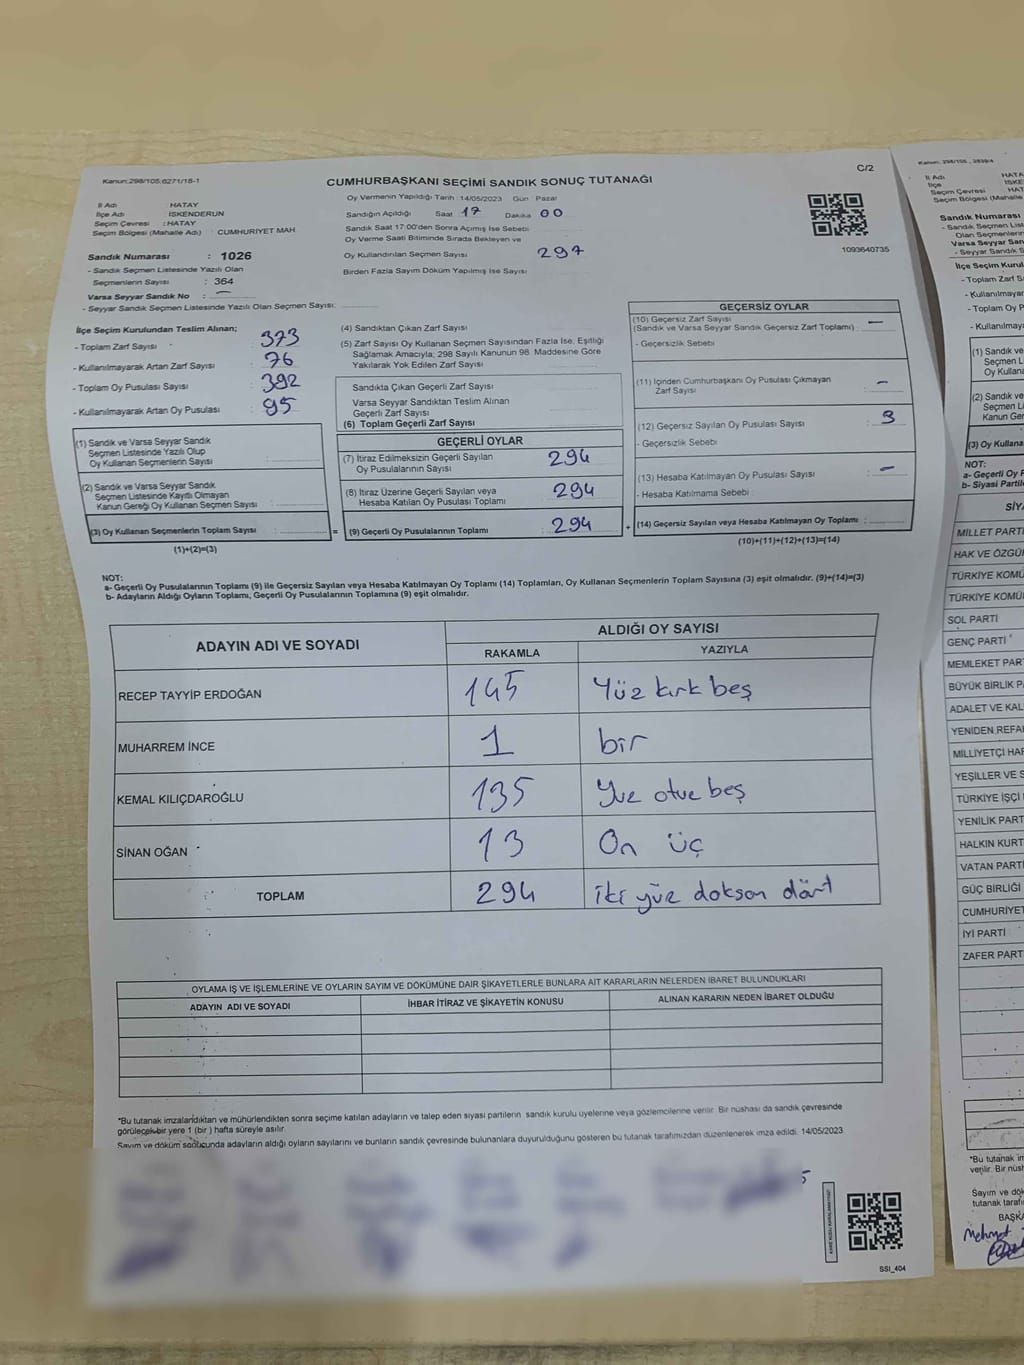 Kanun:298/105,6271/18-1
C/2
CUMHURBAŞKANI SEÇİMİ SANDIK SONUÇ TUTANAĞI
İl Adı : HATAY
İlçe Adı : İSKENDERUN
Seçim Çevresi : HATAY
Seçim Bölgesi (Mahalle Adı) : CUMHURİYET MAH.
Sandık Numarası : 1026
- Sandık Seçmen Listesinde Yazılı Olan
Seçmenlerin Sayısı : 364
Varsa Seyyar Sandık No : —
- Seyyar Sandık Seçmen Listesinde Yazılı Olan Seçmen Sayısı:
Oy Vermenin Yapıldığı Tarih 14/05/2023 Gün Pazar
Sandığın Açıldığı Saat 17 Dakika 00
Sandık Saat 17:00'den Sonra Açımış İse Sebebi
Oy Verme Saati Bitiminde Sırada Bekleyen ve
Oy Kullandırılan Seçmen Sayısı 297
Birden Fazla Sayım Döküm Yapılmış İse Sayısı
1093640735
İlçe Seçim Kurulundan Teslim Alınan;
- Toplam Zarf Sayısı : 373
- Kullanılmayarak Artan Zarf Sayısı : 76
- Toplam Oy Pusulası Sayısı : 392
- Kullanılmayarak Artan Oy Pusulası : 95
(1) Sandık ve Varsa Seyyar Sandık
Seçmen Listesinde Yazılı Olup
Oy Kullanan Seçmenlerin Sayısı :
(2) Sandık ve Varsa Seyyar Sandık
Seçmen Listesinde Kayıtlı Olmayan
Kanun Gereği Oy Kullanan Seçmen Sayısı :
(3) Oy Kullanan Seçmenlerin Toplam Sayısı :
(1)+(2)=(3)
(4) Sandıktan Çıkan Zarf Sayısı
(5) Zarf Sayısı Oy Kullanan Seçmen Sayısından Fazla İse, Eşitliği
Sağlamak Amacıyla; 298 Sayılı Kanunun 98. Maddesine Göre
Yakılarak Yok Edilen Zarf Sayısı
Sandıkta Çıkan Geçerli Zarf Sayısı
Varsa Seyyar Sandıktan Teslim Alınan
Geçerli Zarf Sayısı
(6) Toplam Geçerli Zarf Sayısı
GEÇERLİ OYLAR
(7) İtiraz Edilmeksizin Geçerli Sayılan
Oy Pusulalarının Sayısı 294
(8) İtiraz Üzerine Geçerli Sayılan veya
Hesaba Katılan Oy Pusulası Toplamı 294
= (9) Geçerli Oy Pusulalarının Toplamı : 294 +
GEÇERSİZ OYLAR
(10) Geçersiz Zarf Sayısı
(Sandık ve Varsa Seyyar Sandık Geçersiz Zarf Toplamı) : —
- Geçersizlik Sebebi
(11) İçinden Cumhurbaşkanı Oy Pusulası Çıkmayan
Zarf Sayısı : —
(12) Geçersiz Sayılan Oy Pusulası Sayısı : 3
- Geçersizlik Sebebi :
(13) Hesaba Katılmayan Oy Pusulası Sayısı : —
- Hesaba Katılmama Sebebi :
(14) Geçersiz Sayılan veya Hesaba Katılmayan Oy Toplamı :
(10)+(11)+(12)+(13)=(14)
NOT:
a- Geçerli Oy Pusulalarının Toplamı (9) ile Geçersiz Sayılan veya Hesaba Katılmayan Oy Toplamı (14) Toplamları, Oy Kullanan Seçmenlerin Toplam Sayısına (3) eşit olmalıdır. (9)+(14)=(3)
b- Adayların Aldığı Oyların Toplamı, Geçerli Oy Pusulalarının Toplamına (9) eşit olmalıdır.
ADAYIN ADI VE SOYADI
ALDIĞI OY SAYISI
RAKAMLA YAZIYLA
RECEP TAYYİP ERDOĞAN 145 Yüz kırk beş
MUHARREM İNCE 1 bir
KEMAL KILIÇDAROĞLU 135 Yüz otuz beş
SİNAN OĞAN 13 On üç
TOPLAM 294 iki yüz doksan dört
OYLAMA İŞ VE İŞLEMLERİNE VE OYLARIN SAYIM VE DÖKÜMÜNE DAİR ŞİKAYETLERLE BUNLARA AİT KARARLARIN NELERDEN İBARET BULUNDUKLARI
ADAYIN ADI VE SOYADI İHBAR İTİRAZ VE ŞİKAYETİN KONUSU ALINAN KARARIN NEDEN İBARET OLDUĞU
*Bu tutanak imzalandıktan ve mühürlendikten sonra seçime katılan adayların ve talep eden siyasi partilerin sandık kurulu üyelerine veya gözlemcilerine verilir. Bir nüshası da sandık çevresinde
görülecek bir yere 1 (bir) hafta süreyle asılır.
Sayım ve döküm sonucunda adayların aldığı oyların sayılarını ve bunların sandık çevresinde bulunanlara duyurulduğunu gösteren bu tutanak tarafımızdan düzenlenerek imza edildi. 14/05/2023
SSI_404
İl Adı HATA
İlçe İSKE
Seçim Çevresi HATA
Seçim Bölgesi (Mahalle
Sandık Numarası
- Sandık Seçmen List
Olan Seçmenlerin
Varsa Seyyar San
- Seyyar Sandık S
İlçe Seçim Kurul
- Toplam Zarf S
- Kullanılmayar
- Toplam Oy P
- Kullanılmaya
(1) Sandık ve
Seçmen L
Oy Kullana
(2) Sandık ve
Seçmen L
Kanun Ger
(3) Oy Kullana
NOT:
a- Geçerli Oy P
b- Siyasi Partile
SİY
MİLLET PARTİ
HAK VE ÖZGÜ
TÜRKİYE KOMÜ
TÜRKİYE KOMÜ
SOL PARTİ
GENÇ PARTİ
MEMLEKET PAR
BÜYÜK BİRLİK P
ADALET VE KAL
YENİDEN REFA
MİLLİYETÇİ HAR
YEŞİLLER VE S
TÜRKİYE İŞÇİ
YENİLİK PART
HALKIN KURT
VATAN PARTİ
GÜÇ BİRLİĞİ
CUMHURİYET
İYİ PARTİ
ZAFER PART
*Bu tutanak im
verilir. Bir nüsh
Sayım ve dök
tutanak tarafı
BAŞKA
Mehmet